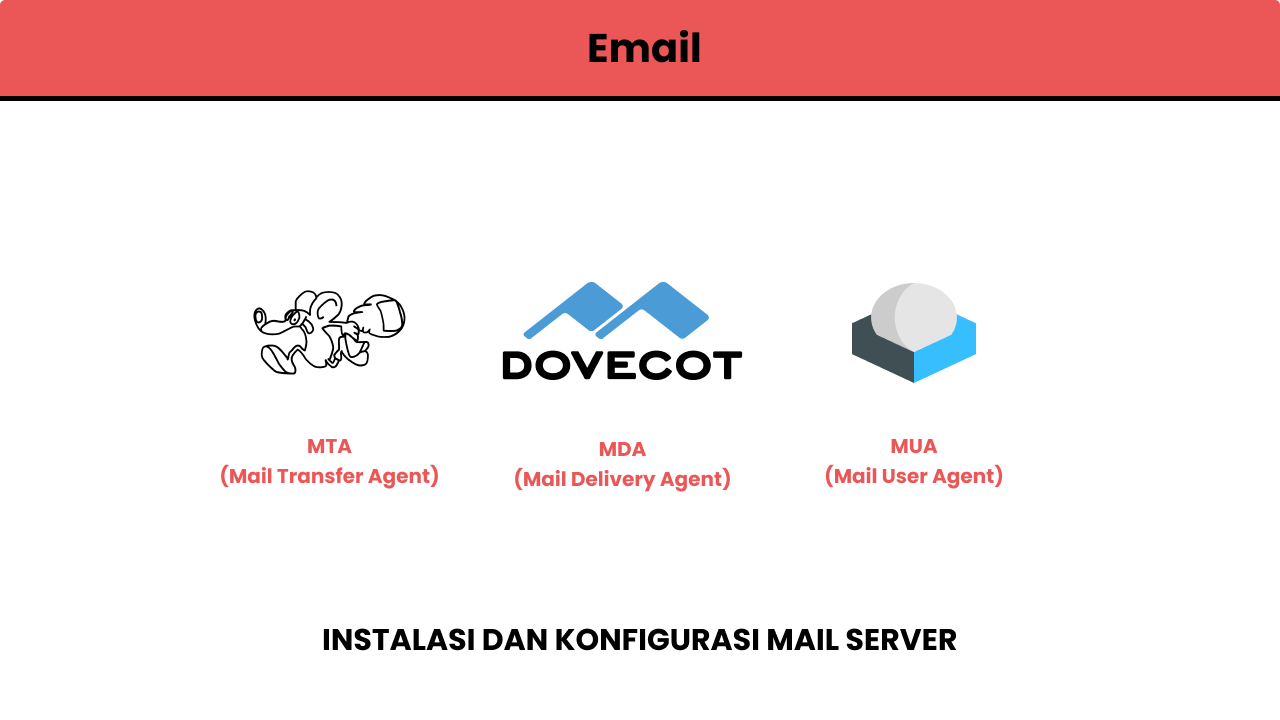 Email
DOVECOT
MTA
(Mail Transfer Agent)
MDA
(Mail Delivery Agent)
MUA
(Mail User Agent)
INSTALASI DAN KONFIGURASI MAIL SERVER